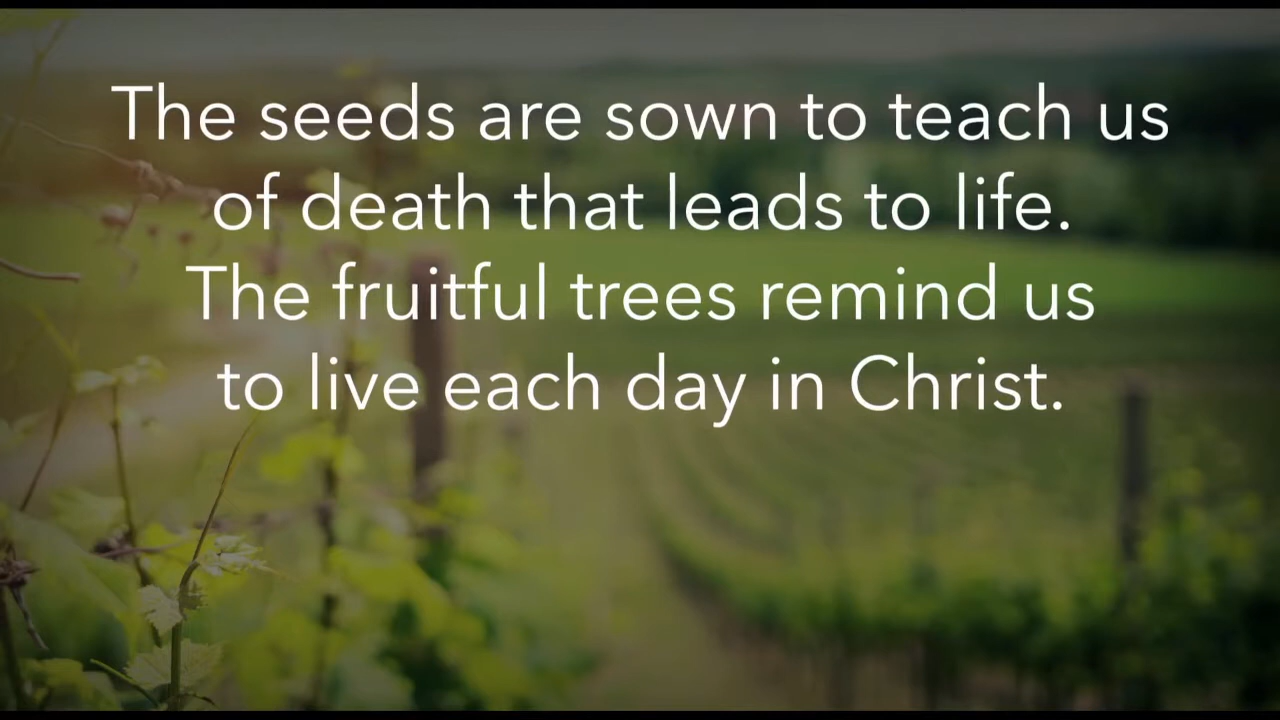 The seeds are sown to teach us
of death that leads to life.
The fruitful trees remind us
to live each day in Christ.